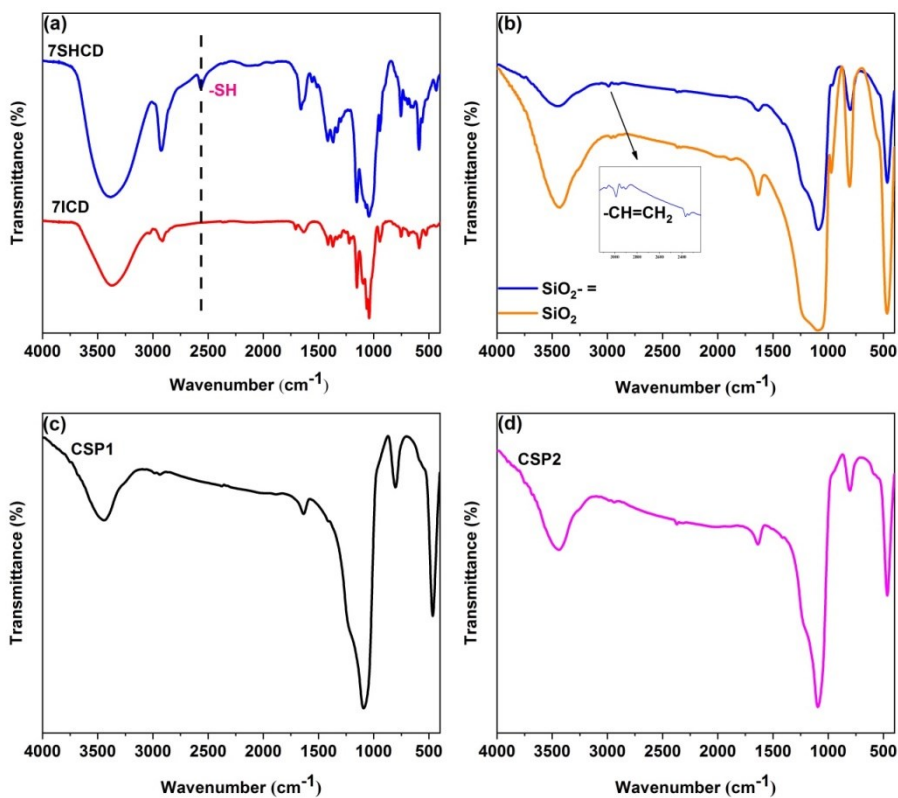 (a)
7SHCD
-SH
7ICD
Transmittance (%)
4000 3500 3000 2500 2000 1500 1000 500
Wavenumber (cm⁻¹)
(b)
-CH=CH₂
SiO₂- =
SiO₂
Transmittance (%)
4000 3500 3000 2500 2000 1500 1000 500
Wavenumber (cm⁻¹)
(c)
CSP1
Transmittance (%)
4000 3500 3000 2500 2000 1500 1000 500
Wavenumber (cm⁻¹)
(d)
CSP2
Transmittance (%)
4000 3500 3000 2500 2000 1500 1000 500
Wavenumber (cm⁻¹)